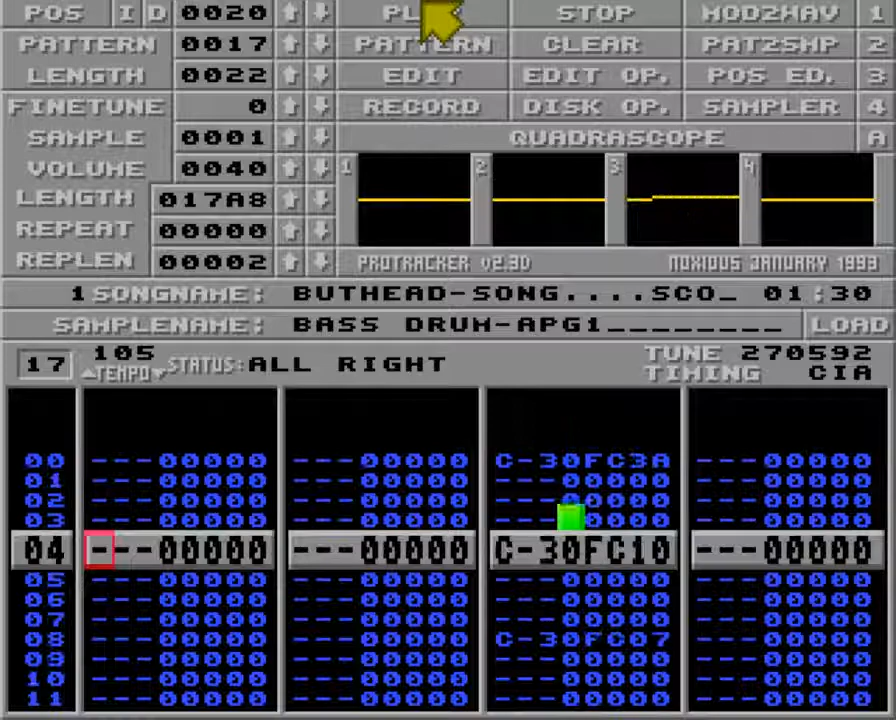 POS I D 0020 PL STOP MOD2WAV 1
PATTERN 0017 PATTERN CLEAR PAT2SMP 2
LENGTH 0022 EDIT EDIT OP. POS ED. 3
FINETUNE 0 RECORD DISK OP. SAMPLER 4
SAMPLE 0001 QUADRASCOPE A
VOLUME 0040 1 2 3 4
LENGTH 017A8
REPEAT 00000
REPLEN 00002 PROTRACKER V2.3D NOXIOUS JANUARY 1993
1 SONGNAME: BUTHEAD-SONG....SCO_ 01:30
SAMPLENAME: BASS DRUM-APG1________ LOAD
17 105 TEMPO STATUS: ALL RIGHT TUNE 270592
TIMING CIA
00 ---00000 ---00000 C-30FC3A ---00000
01 ---00000 ---00000 ---00000 ---00000
02 ---00000 ---00000 ---00000 ---00000
03 ---00000 ---00000 ---0000 ---00000
04 ---00000 ---00000 C-30FC10 ---00000
05 ---00000 ---00000 ---00000 ---00000
06 ---00000 ---00000 ---00000 ---00000
07 ---00000 ---00000 ---00000 ---00000
08 ---00000 ---00000 C-30FC07 ---00000
09 ---00000 ---00000 ---00000 ---00000
10 ---00000 ---00000 ---00000 ---00000
11 ---00000 ---00000 ---00000 ---00000